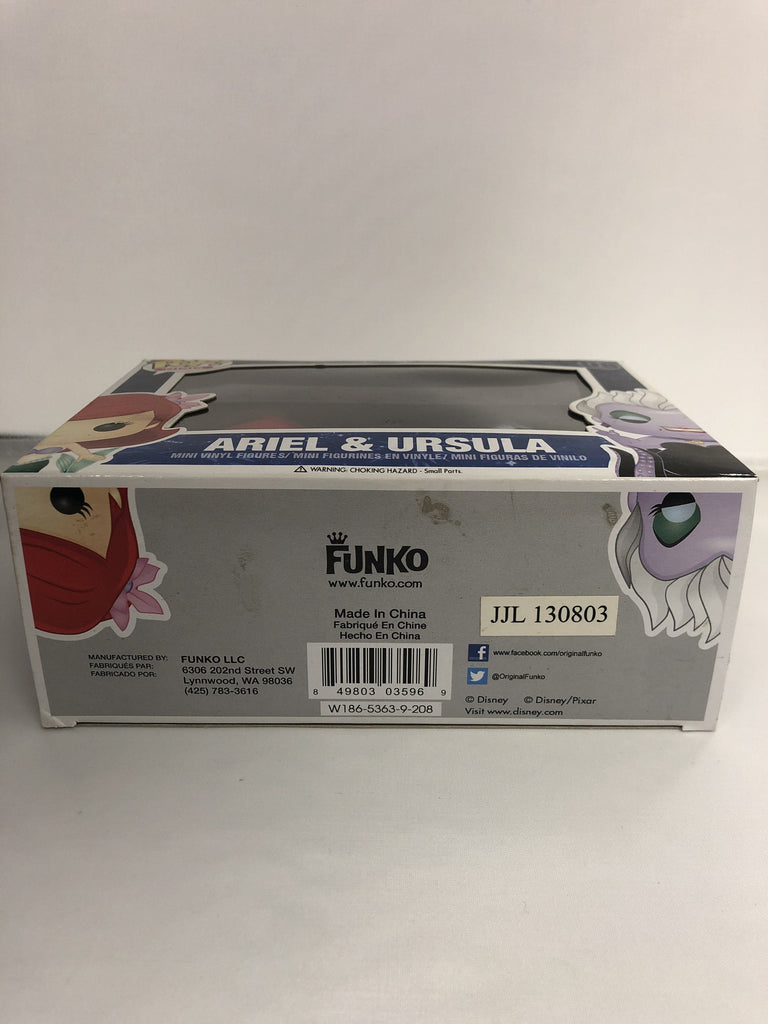 ARIEL & URSULA
MINI VINYL FIGURES/ MINI FIGURINES EN VINYLE/ MINI FIGURAS DE VINILO
WARNING: CHOKING HAZARD - Small Parts.
FUNKO
www.funko.com
Made In China
Fabriqué En Chine
Hecho En China
JJL 130803
MANUFACTURED BY:
FABRIQUÉS PAR:
FABRICADO POR:
FUNKO LLC
6306 202nd Street SW
Lynnwood, WA 98036
(425) 783-3616
8 49803 03596 9
W186-5363-9-208
www.facebook.com/originalfunko
@OriginalFunko
© Disney © Disney/Pixar
Visit www.disney.com